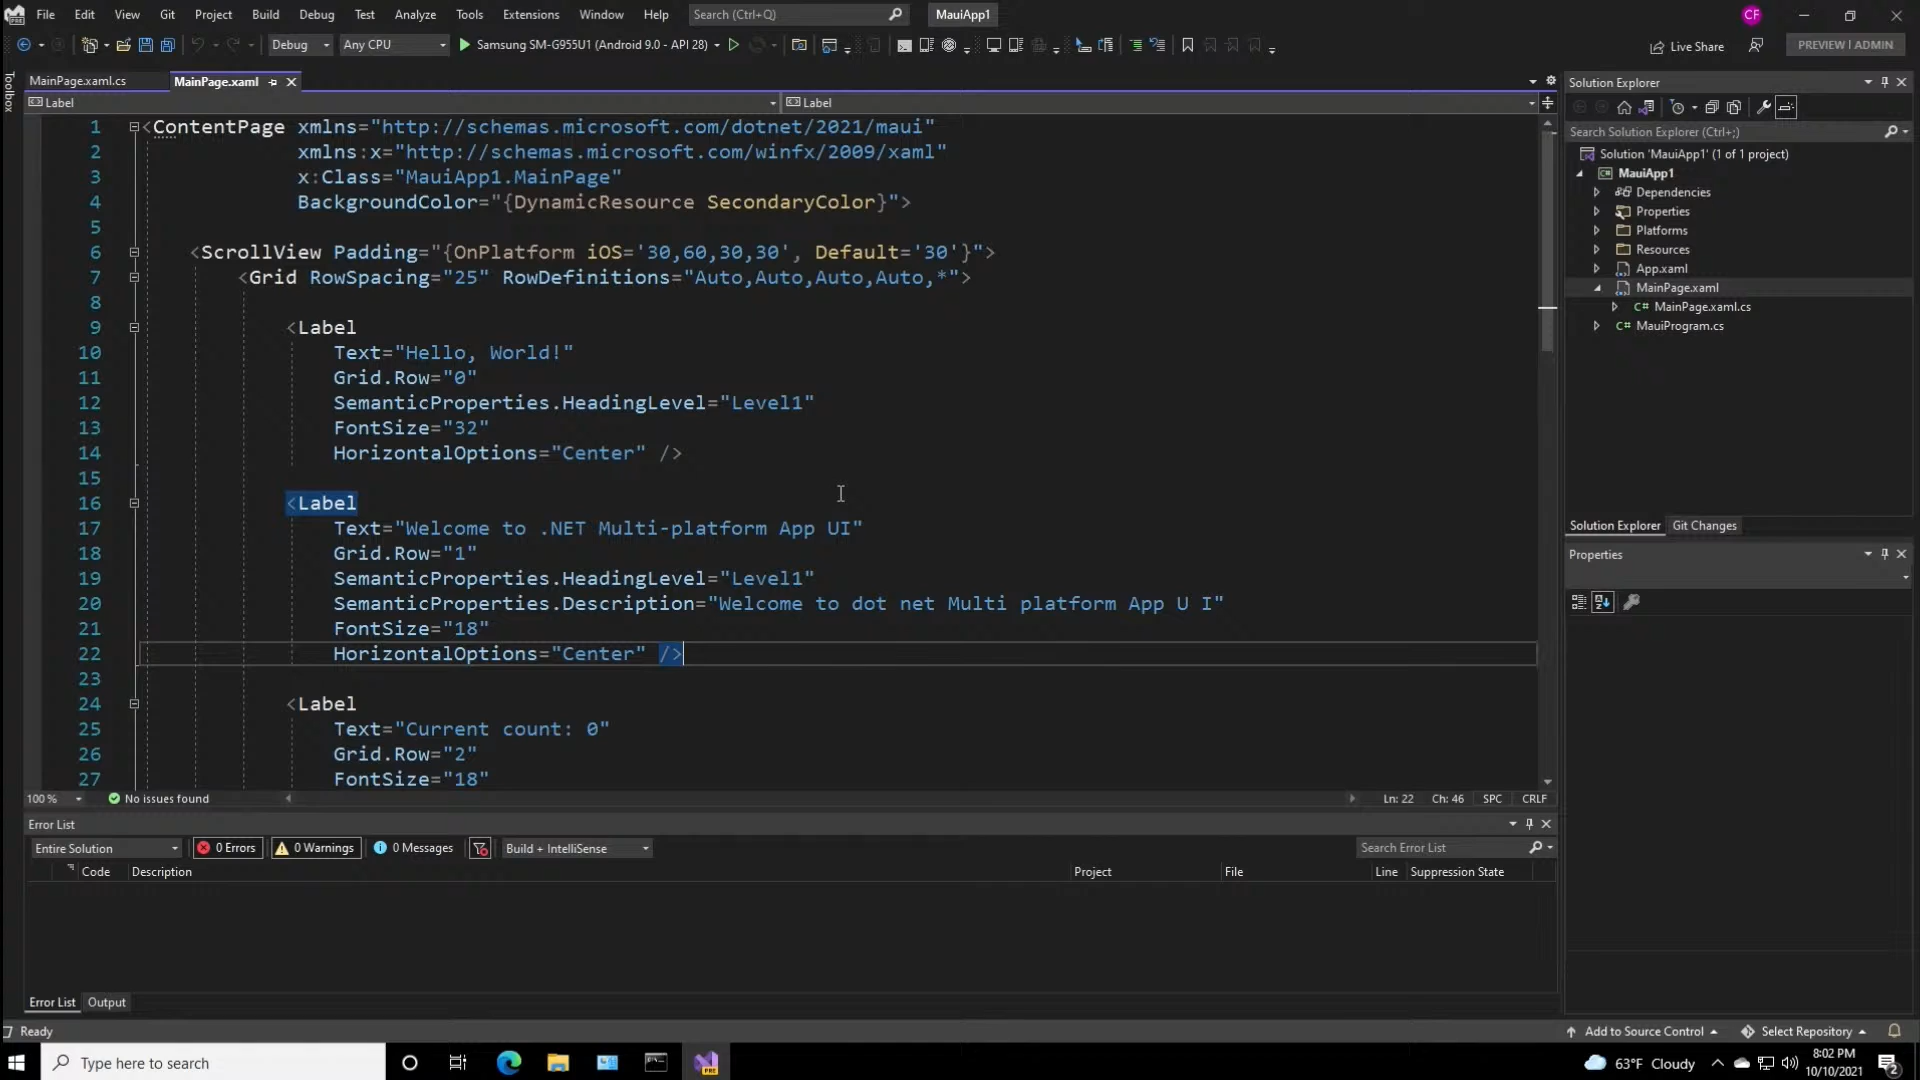 File Edit View Git Project Build Debug Test Analyze Tools Extensions Window Help Search (Ctrl+Q) MauiApp1 CF
Debug Any CPU Samsung SM-G955U1 (Android 9.0 - API 28) Live Share PREVIEW | ADMIN
Toolbox
MainPage.xaml.cs MainPage.xaml
Label Label
1 <ContentPage xmlns="http://schemas.microsoft.com/dotnet/2021/maui"
2 xmlns:x="http://schemas.microsoft.com/winfx/2009/xaml"
3 x:Class="MauiApp1.MainPage"
4 BackgroundColor="{DynamicResource SecondaryColor}">
5
6 <ScrollView Padding="{OnPlatform iOS='30,60,30,30', Default='30'}">
7 <Grid RowSpacing="25" RowDefinitions="Auto,Auto,Auto,Auto,*">
8
9 <Label
10 Text="Hello, World!"
11 Grid.Row="0"
12 SemanticProperties.HeadingLevel="Level1"
13 FontSize="32"
14 HorizontalOptions="Center" />
15
16 <Label
17 Text="Welcome to .NET Multi-platform App UI"
18 Grid.Row="1"
19 SemanticProperties.HeadingLevel="Level1"
20 SemanticProperties.Description="Welcome to dot net Multi platform App U I"
21 FontSize="18"
22 HorizontalOptions="Center" />
23
24 <Label
25 Text="Current count: 0"
26 Grid.Row="2"
27 FontSize="18"
100 % No issues found Ln: 22 Ch: 46 SPC CRLF
Error List
Entire Solution 0 Errors 0 Warnings 0 Messages Build + IntelliSense Search Error List
Code Description Project File Line Suppression State
Error List Output
Solution Explorer
Search Solution Explorer (Ctrl+;)
Solution 'MauiApp1' (1 of 1 project)
MauiApp1
Dependencies
Properties
Platforms
Resources
App.xaml
MainPage.xaml
C# MainPage.xaml.cs
C# MauiProgram.cs
Solution Explorer Git Changes
Properties
Ready Add to Source Control Select Repository
Type here to search PRE 63°F Cloudy 8:02 PM
10/10/2021 2